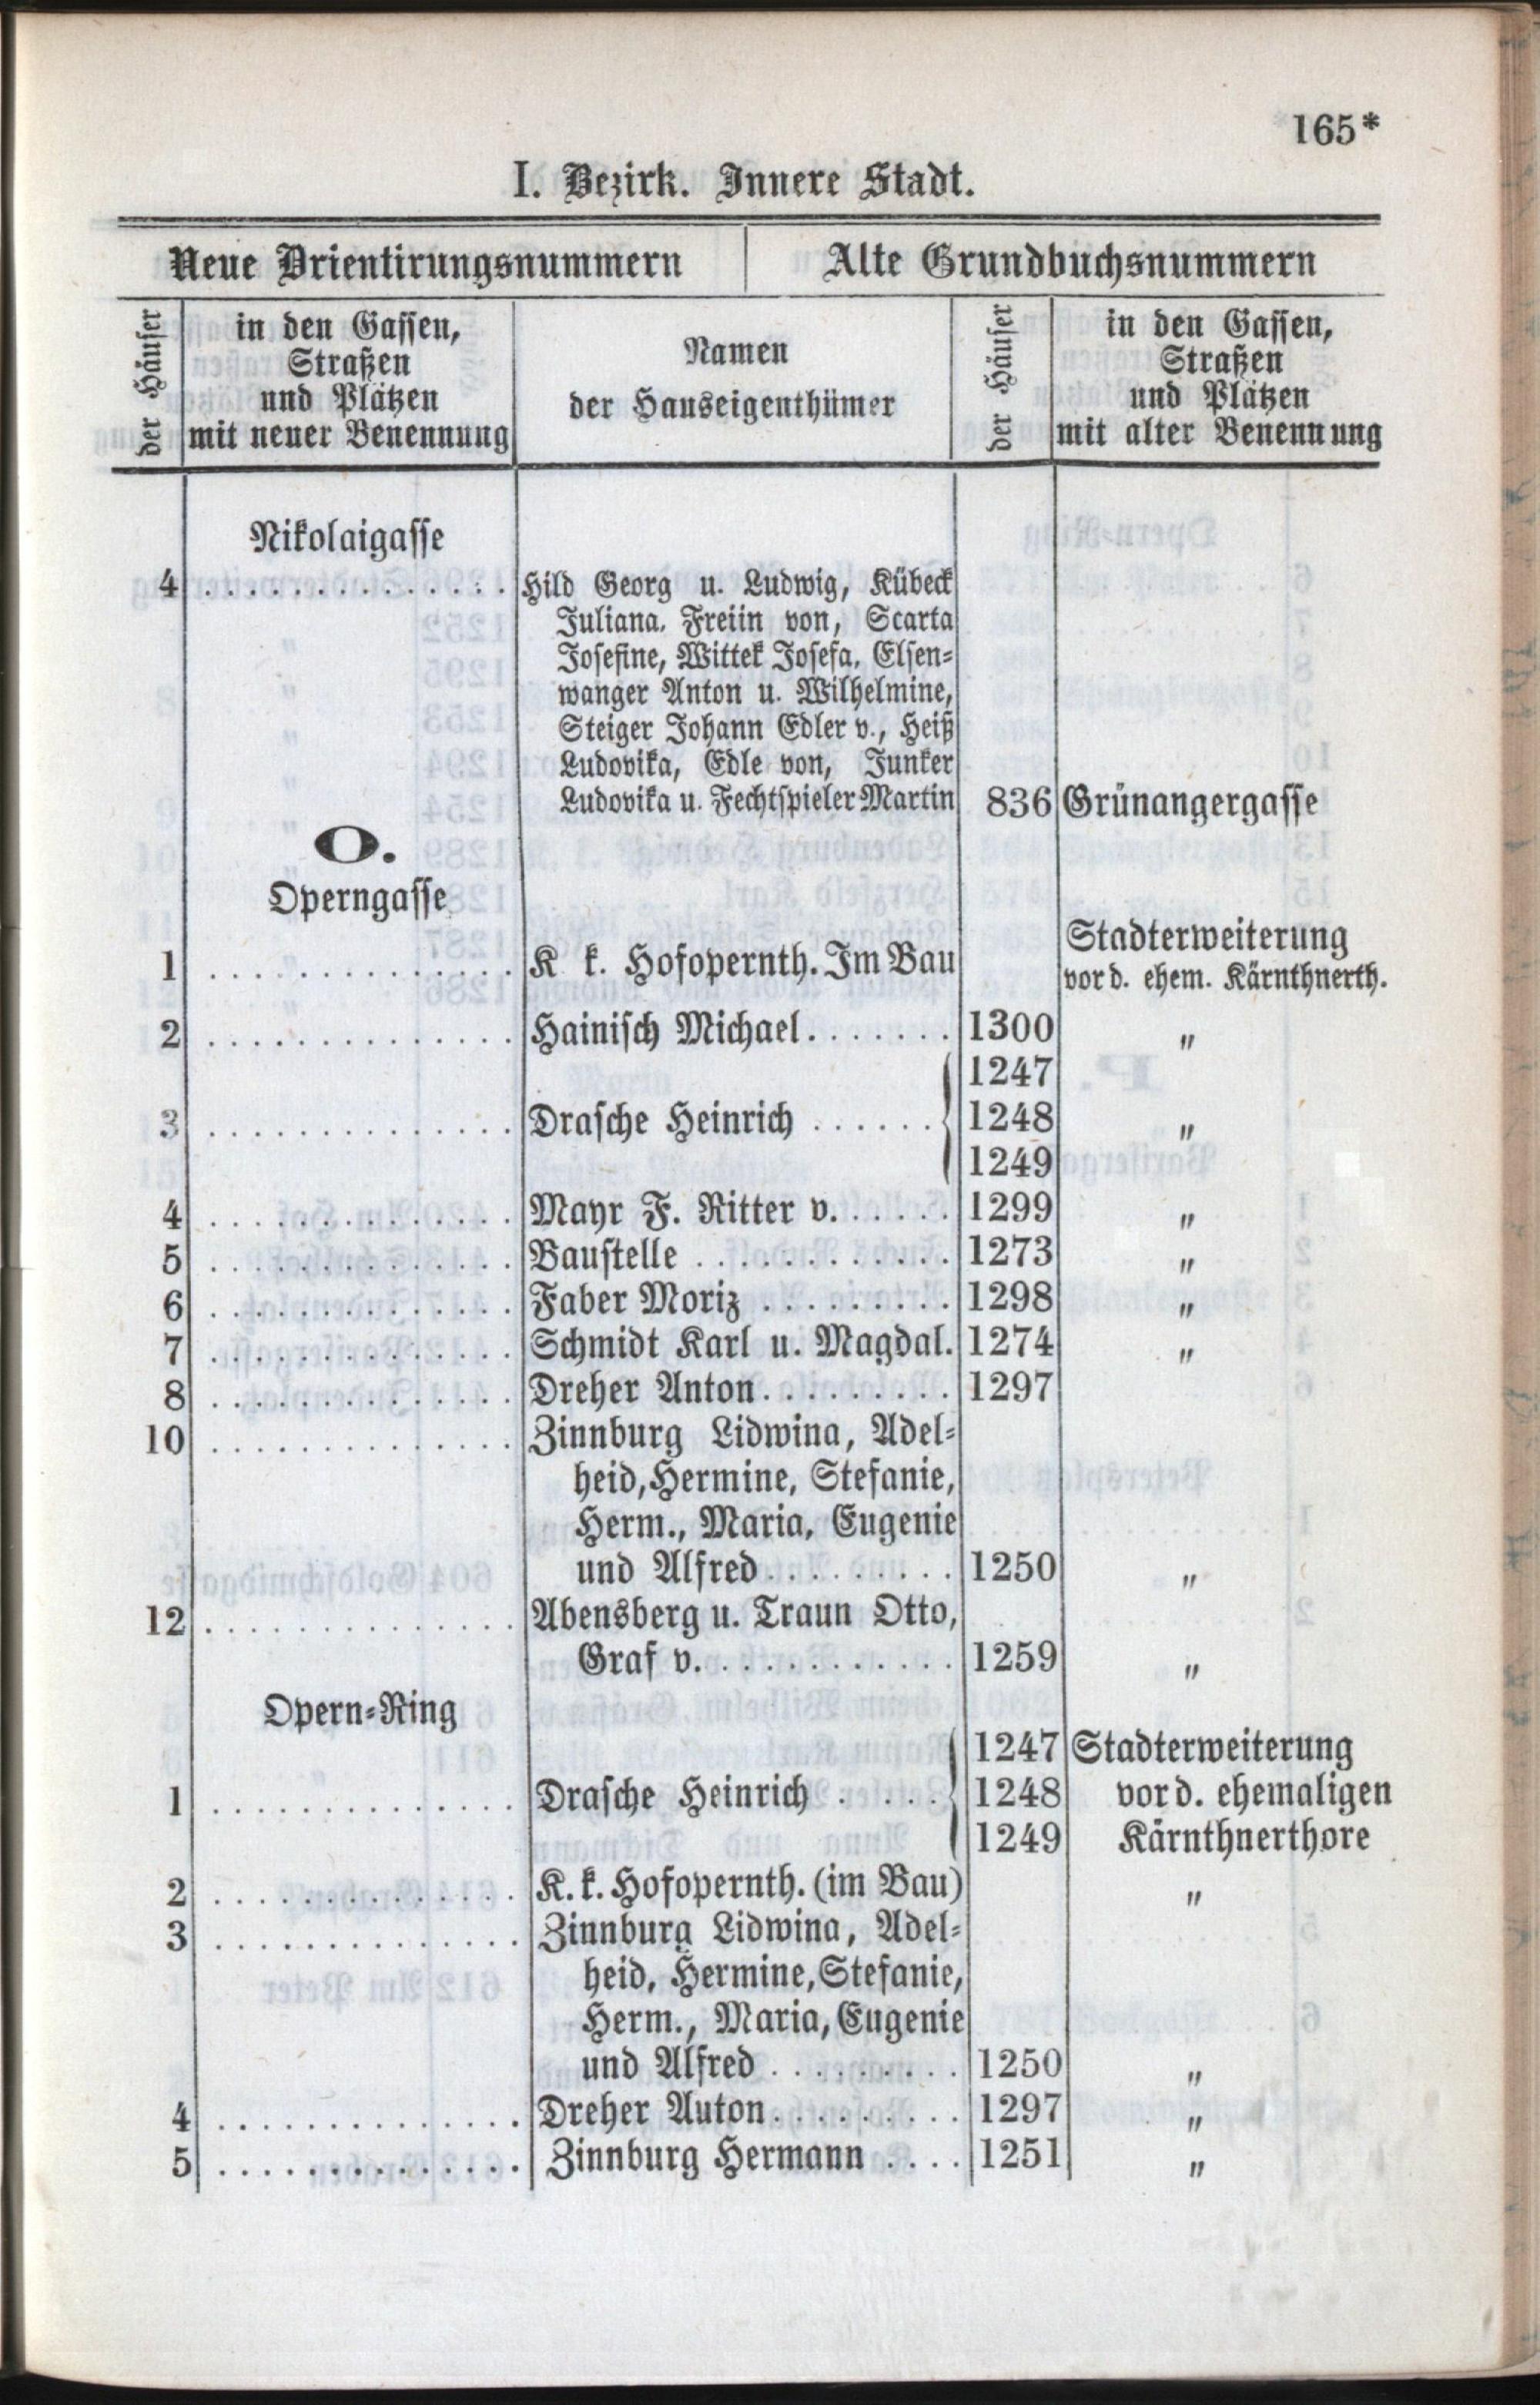 165*
I. Bezirk. Innere Stadt.
Neue Orientirungsnummern Alte Grundbuchsnummern
der Häuser
in den Gassen,
Straßen
und Plätzen
mit neuer Benennung
Namen
der Hauseigenthümer
der Häuser
in den Gassen,
Straßen
und Plätzen
mit alter Benennung
Nikolaigasse
4 .............. Hild Georg u. Ludwig, Kübeck
Juliana, Freiin von, Scarta
Josefine, Wittek Josefa, Elsen-
wanger Anton u. Wilhelmine,
Steiger Johann Edler v., Heiß
Ludovika, Edle von, Junker
Ludovika u. Fechtspieler Martin 836 Grünangergasse
O.
Operngasse
Stadterweiterung
1 .............. K k. Hofopernth. Im Bau
vor d. ehem. Kärnthnerth.
2 .............. Hainisch Michael....... 1300 "
1247
3 .............. Drasche Heinrich ...... 1248 "
1249
4 .............. Mayr F. Ritter v....... 1299 "
5 .............. Baustelle ............ 1273 "
6 .............. Faber Moriz ......... 1298 "
7 .............. Schmidt Karl u. Magdal. 1274 "
8 .............. Dreher Anton......... 1297
10 .............. Zinnburg Lidwina, Adel-
heid, Hermine, Stefanie,
Herm., Maria, Eugenie
und Alfred......... 1250 "
12 .............. Abensberg u. Traun Otto,
Graf v............ 1259 "
Opern-Ring
1247 Stadterweiterung
1 .............. Drasche Heinrich ..... 1248 vor d. ehemaligen
1249 Kärnthnerthore
2 .............. K. k. Hofopernth. (im Bau) "
3 .............. Zinnburg Lidwina, Adel-
heid, Hermine, Stefanie,
Herm., Maria, Eugenie
und Alfred ......... 1250 "
4 .............. Dreher Auton......... 1297 "
5 .............. Zinnburg Hermann .... 1251 "